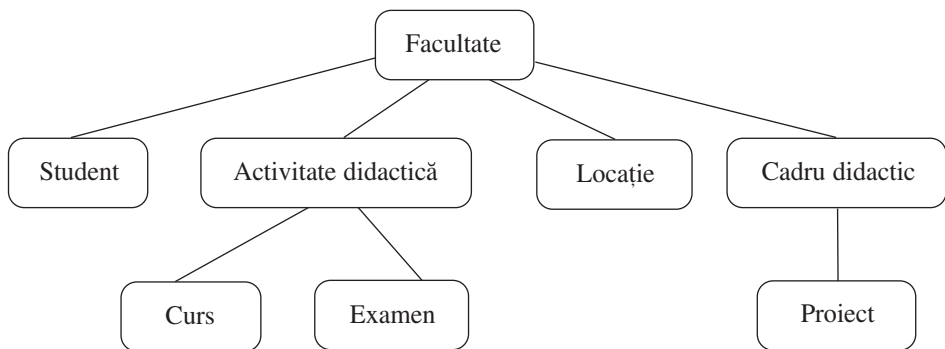 Facultate
Student
Activitate didactică
Locație
Cadru didactic
Curs
Examen
Proiect